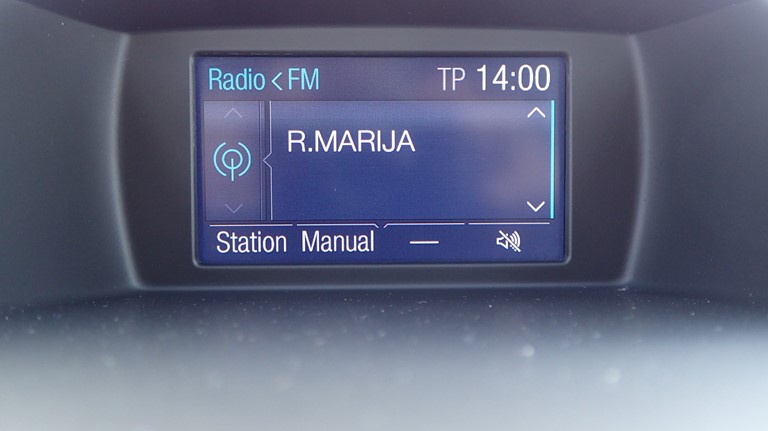 Radio < FM TP 14:00
R.MARIJA
Station Manual —